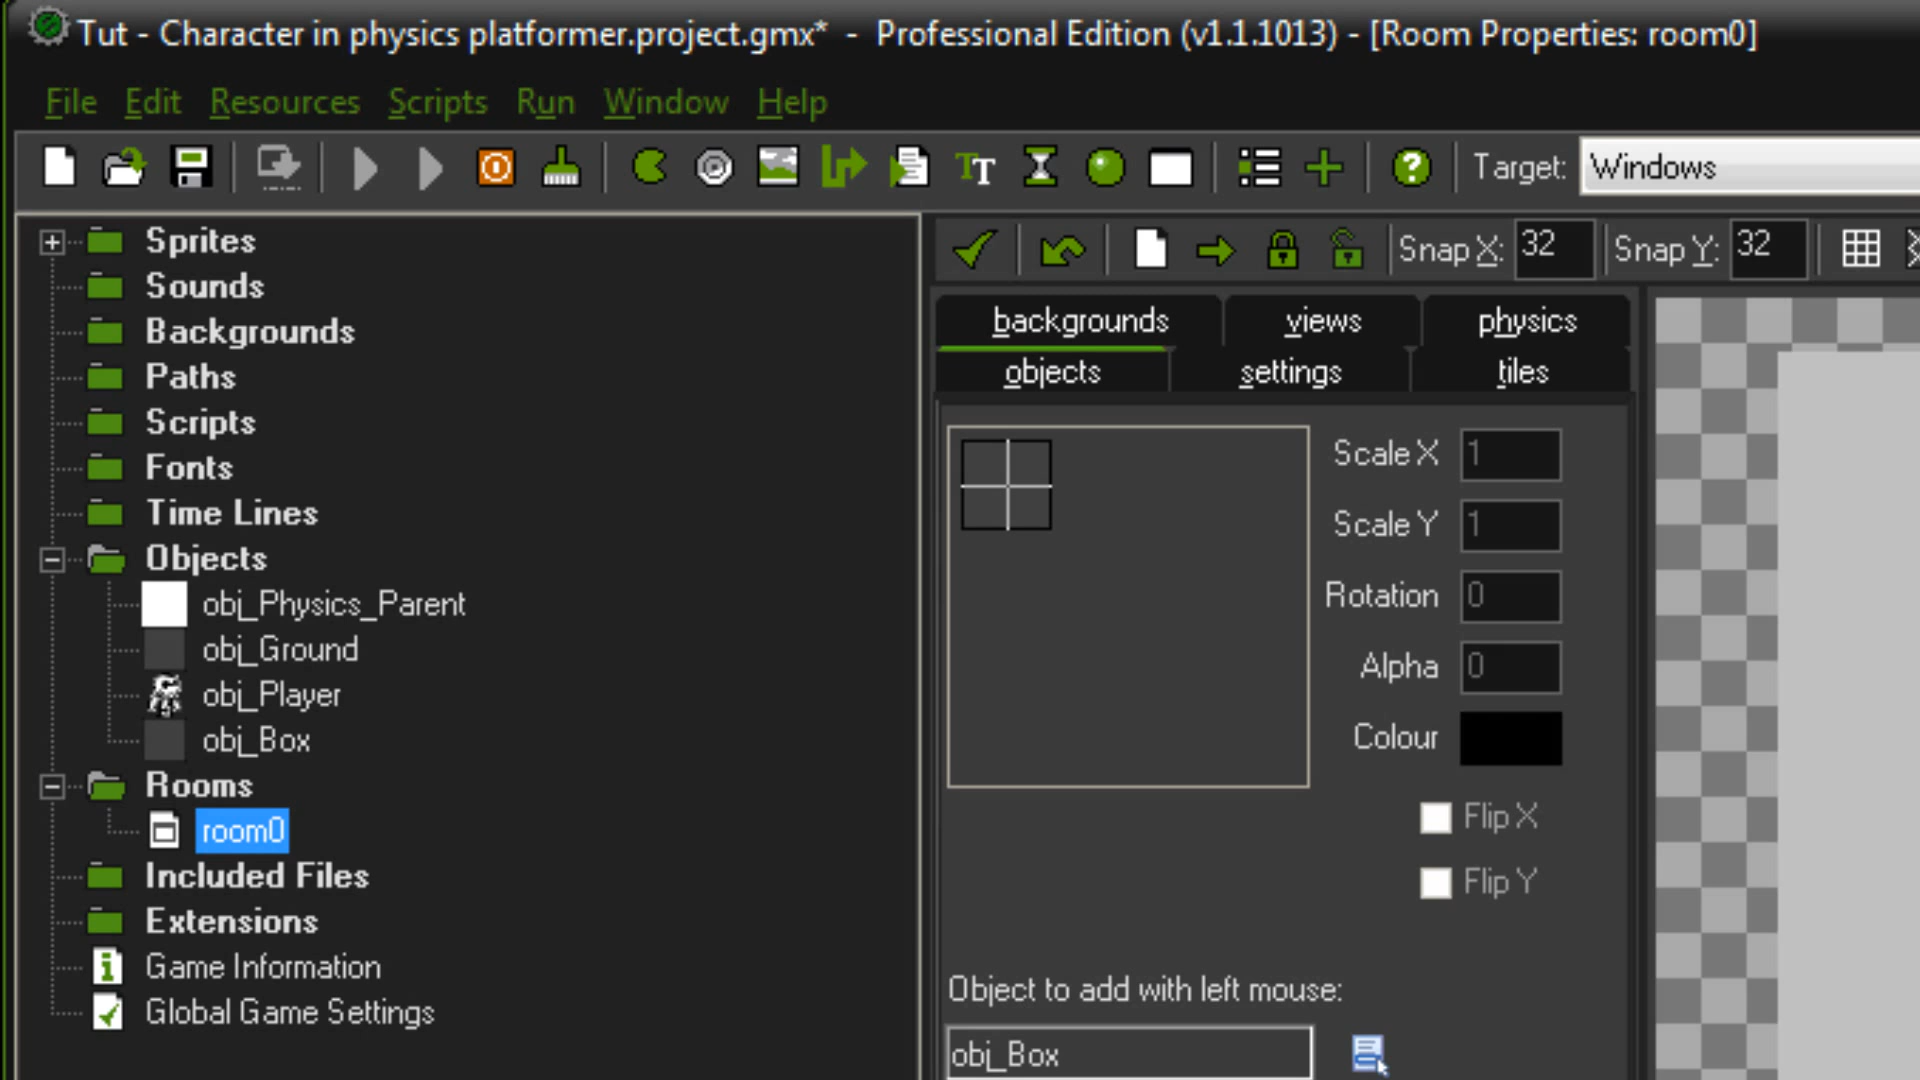 Tut - Character in physics platformer.project.gmx* - Professional Edition (v1.1.1013) - [Room Properties: room0]
File Edit Resources Scripts Run Window Help
Target: Windows
Snap X: 32 Snap Y: 32
Sprites
Sounds
Backgrounds
Paths
Scripts
Fonts
Time Lines
Objects
obj_Physics_Parent
obj_Ground
obj_Player
obj_Box
Rooms
room0
Included Files
Extensions
Game Information
Global Game Settings
backgrounds views physics
objects settings tiles
Scale X 1
Scale Y 1
Rotation 0
Alpha 0
Colour
Flip X
Flip Y
Object to add with left mouse:
obj_Box